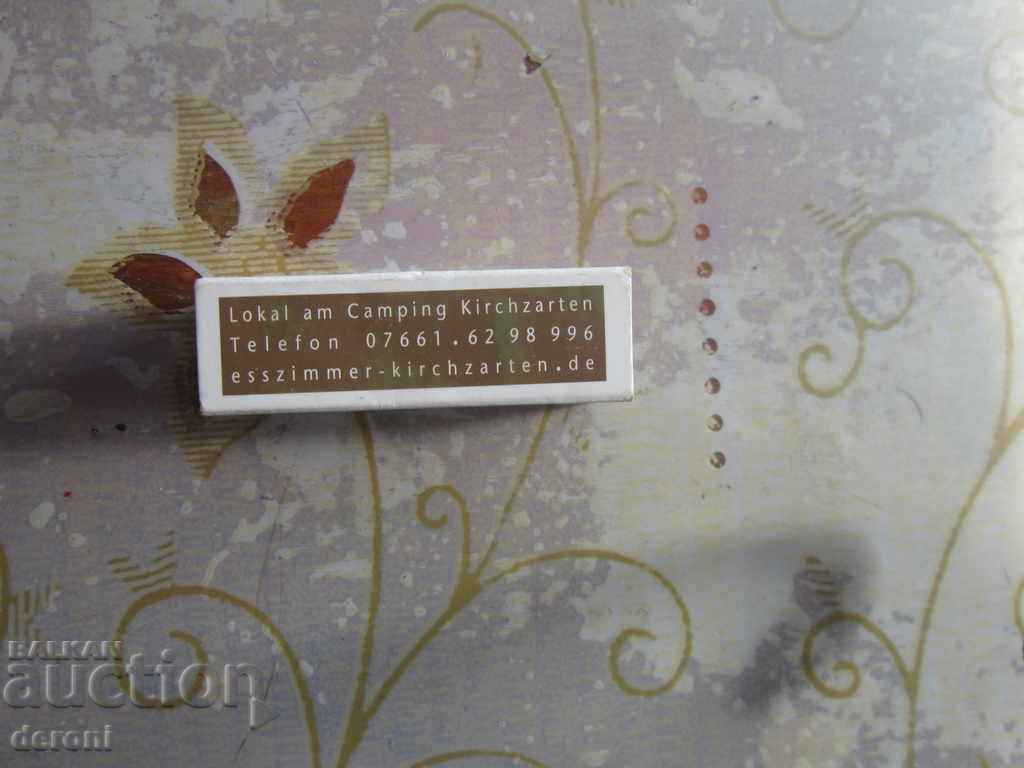 Lokal am Camping Kirchzarten
Telefon 07661.62 98 996
esszimmer-kirchzarten.de
BALKAN
auction
deroni